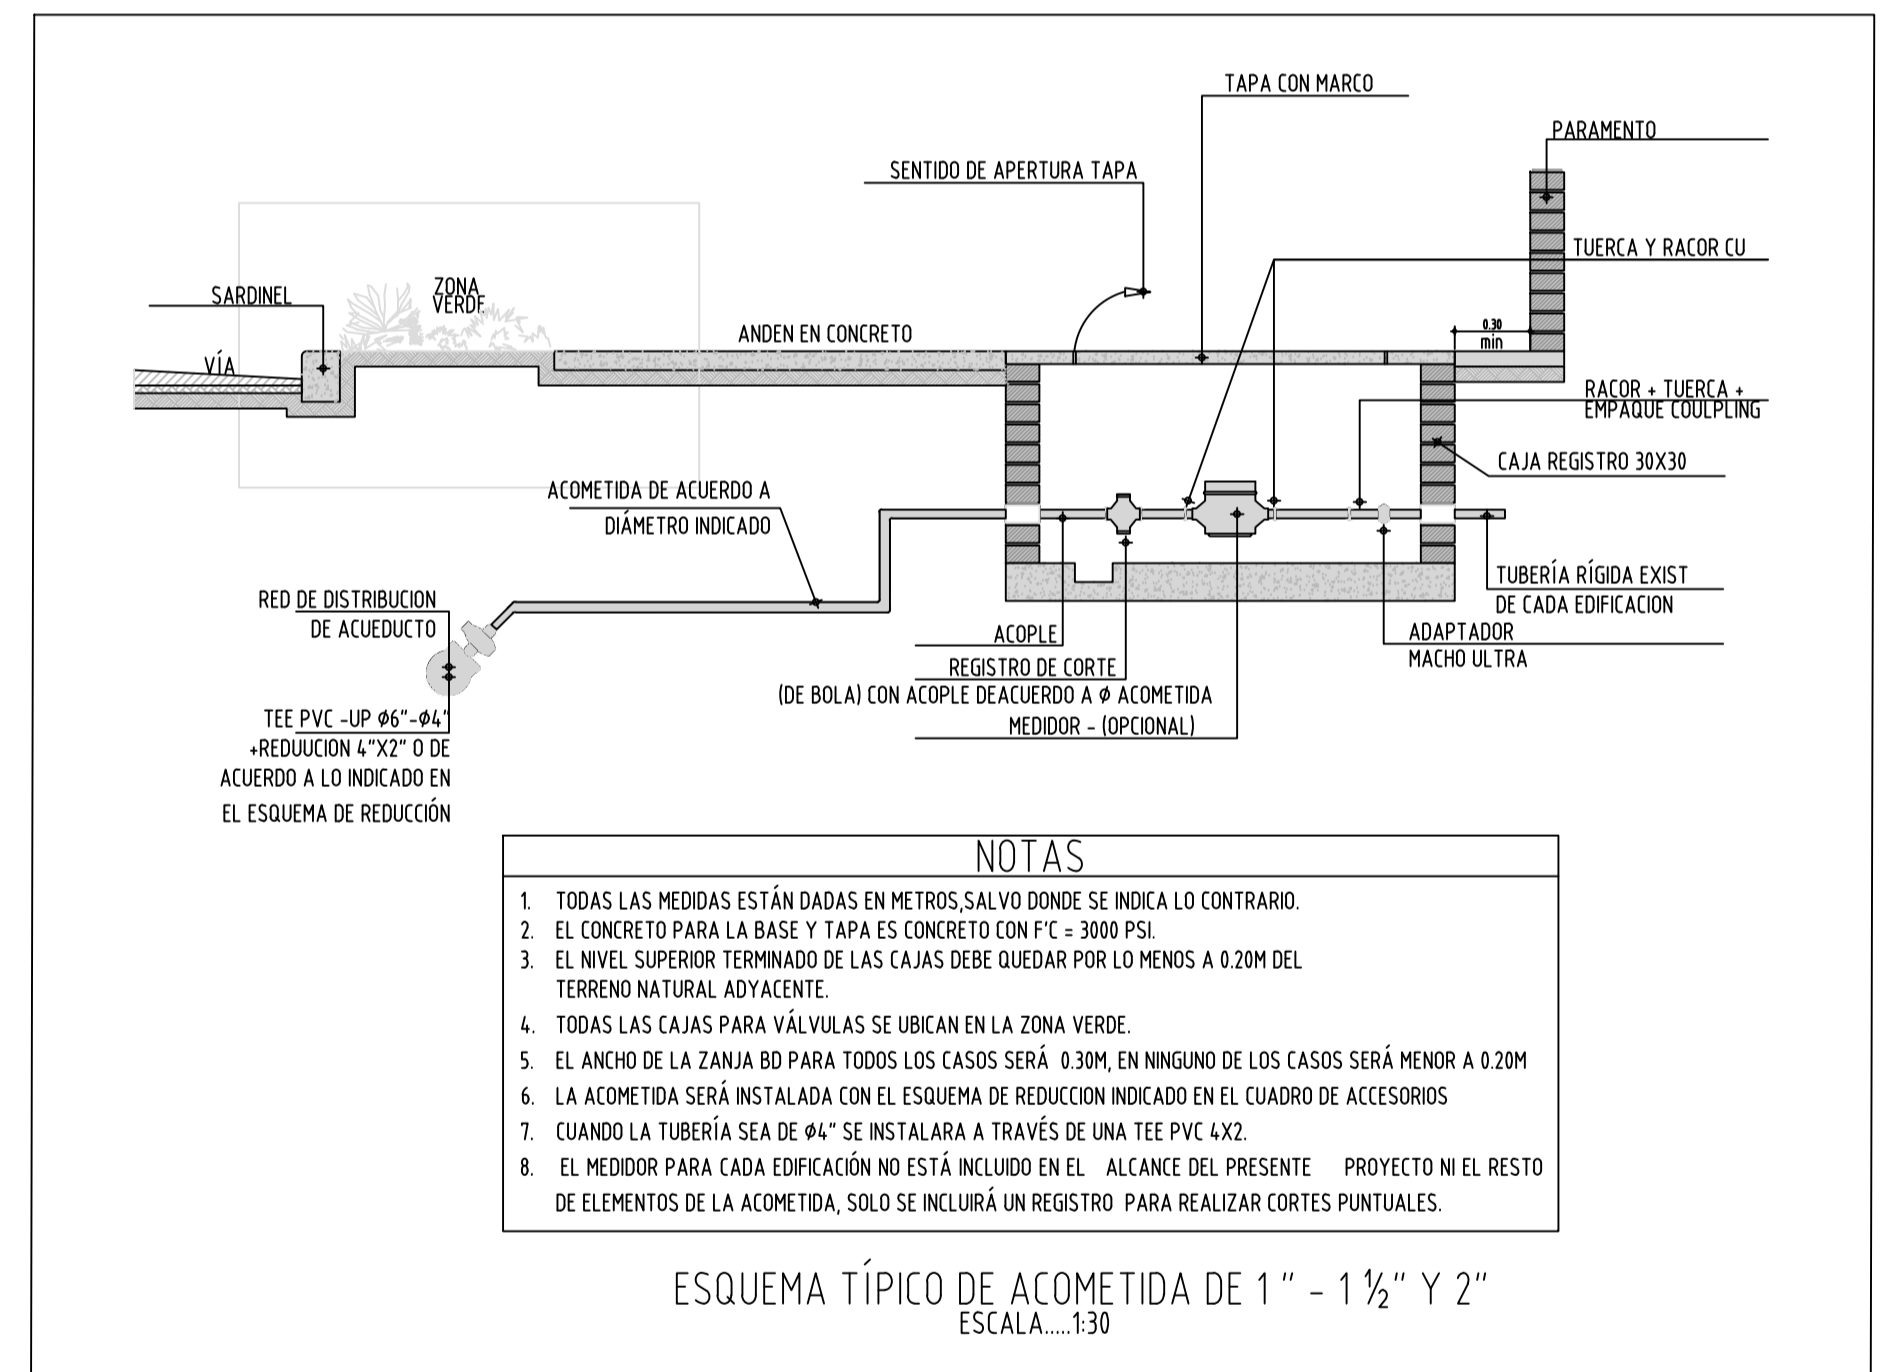 TAPA CON MARCO
PARAMENTO
SENTIDO DE APERTURA TAPA
TUERCA Y RACOR CU
SARDINEL
ZONA
VERDE
ANDEN EN CONCRETO
0.30
min
VÍA
RACOR + TUERCA +
EMPAQUE COULPLING
CAJA REGISTRO 30X30
ACOMETIDA DE ACUERDO A
DIÁMETRO INDICADO
TUBERÍA RÍGIDA EXIST
DE CADA EDIFICACION
RED DE DISTRIBUCION
DE ACUEDUCTO
ACOPLE
ADAPTADOR
MACHO ULTRA
REGISTRO DE CORTE
(DE BOLA) CON ACOPLE DEACUERDO A Ø ACOMETIDA
MEDIDOR - (OPCIONAL)
TEE PVC -UP Ø6"-Ø4"
+REDUUCION 4"X2" O DE
ACUERDO A LO INDICADO EN
EL ESQUEMA DE REDUCCIÓN
NOTAS
1. TODAS LAS MEDIDAS ESTÁN DADAS EN METROS,SALVO DONDE SE INDICA LO CONTRARIO.
2. EL CONCRETO PARA LA BASE Y TAPA ES CONCRETO CON F'C = 3000 PSI.
3. EL NIVEL SUPERIOR TERMINADO DE LAS CAJAS DEBE QUEDAR POR LO MENOS A 0.20M DEL
TERRENO NATURAL ADYACENTE.
4. TODAS LAS CAJAS PARA VÁLVULAS SE UBICAN EN LA ZONA VERDE.
5. EL ANCHO DE LA ZANJA BD PARA TODOS LOS CASOS SERÁ 0.30M, EN NINGUNO DE LOS CASOS SERÁ MENOR A 0.20M
6. LA ACOMETIDA SERÁ INSTALADA CON EL ESQUEMA DE REDUCCION INDICADO EN EL CUADRO DE ACCESORIOS
7. CUANDO LA TUBERÍA SEA DE Ø4" SE INSTALARA A TRAVÉS DE UNA TEE PVC 4X2.
8. EL MEDIDOR PARA CADA EDIFICACIÓN NO ESTÁ INCLUIDO EN EL ALCANCE DEL PRESENTE PROYECTO NI EL RESTO
DE ELEMENTOS DE LA ACOMETIDA, SOLO SE INCLUIRÁ UN REGISTRO PARA REALIZAR CORTES PUNTUALES.
ESQUEMA TÍPICO DE ACOMETIDA DE 1" - 1 ½" Y 2"
ESCALA.....1:30